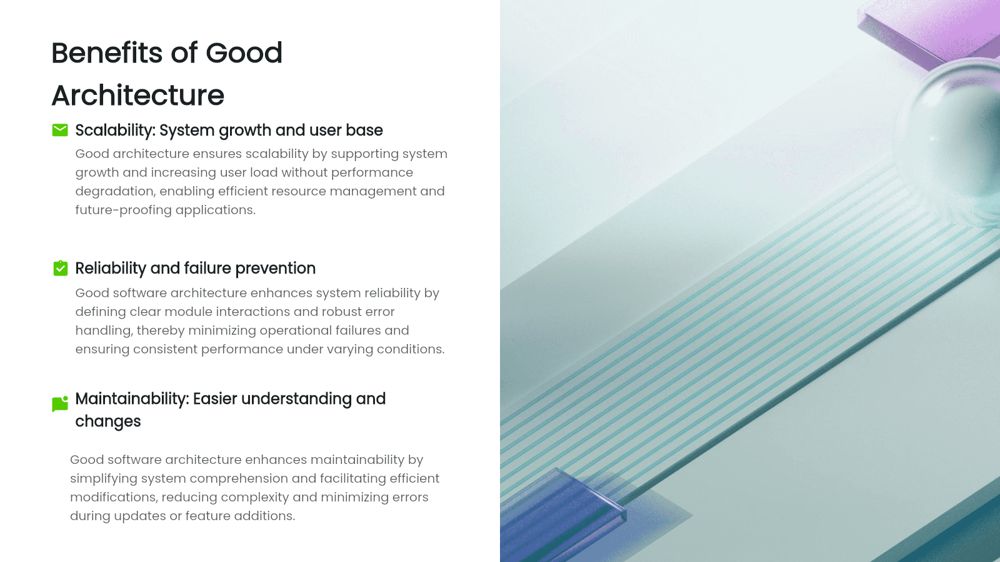 Benefits of Good
Architecture
Scalability: System growth and user base
Good architecture ensures scalability by supporting system
growth and increasing user load without performance
degradation, enabling efficient resource management and
future-proofing applications.
Reliability and failure prevention
Good software architecture enhances system reliability by
defining clear module interactions and robust error
handling, thereby minimizing operational failures and
ensuring consistent performance under varying conditions.
Maintainability: Easier understanding and
changes
Good software architecture enhances maintainability by
simplifying system comprehension and facilitating efficient
modifications, reducing complexity and minimizing errors
during updates or feature additions.